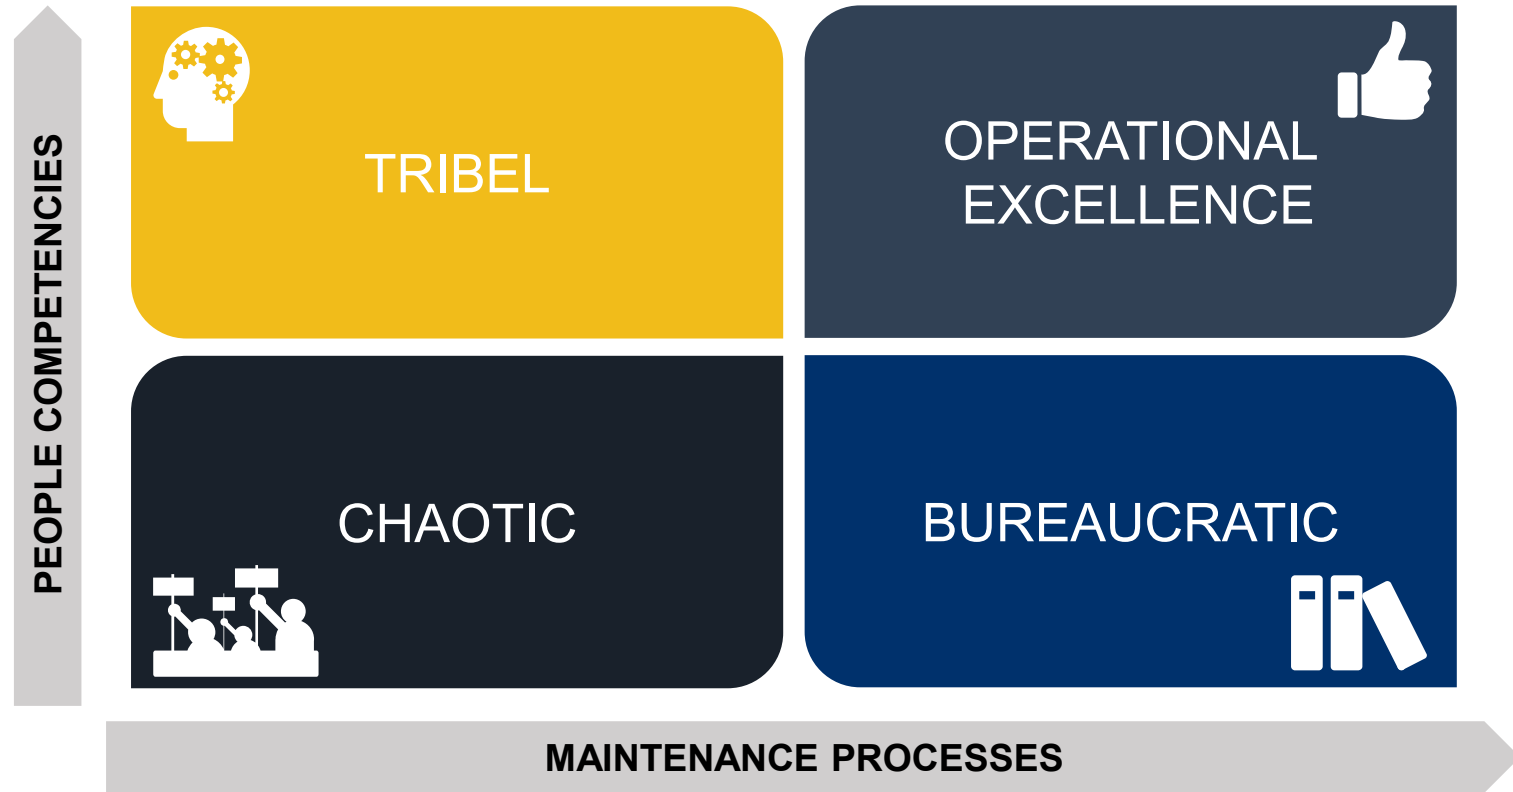 PEOPLE COMPETENCIES
TRIBEL
OPERATIONAL
EXCELLENCE
CHAOTIC
BUREAUCRATIC
MAINTENANCE PROCESSES